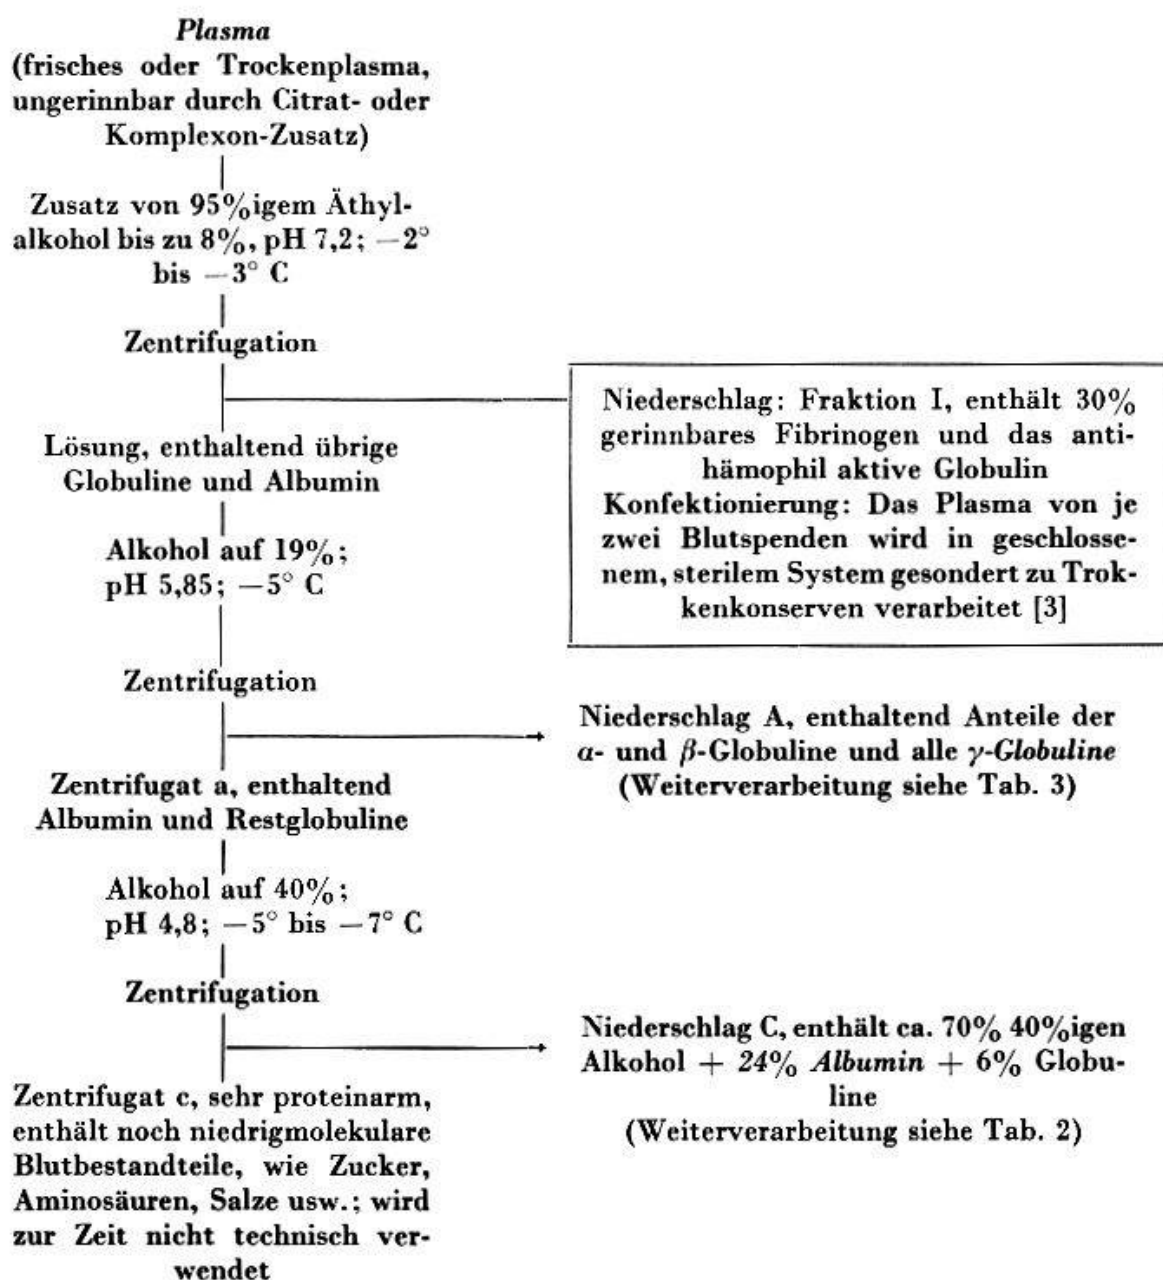 Plasma
(frisches oder Trockenplasma,
ungerinnbar durch Citrat- oder
Komplexon-Zusatz)
Zusatz von 95%igem Äthyl-
alkohol bis zu 8%, pH 7,2; —2°
bis —3° C
Zentrifugation
Niederschlag: Fraktion I, enthält 30%
gerinnbares Fibrinogen und das anti-
hämophil aktive Globulin
Konfektionierung: Das Plasma von je
zwei Blutspenden wird in geschlosse-
nem, sterilem System gesondert zu Trok-
kenkonserven verarbeitet [3]
Lösung, enthaltend übrige
Globuline und Albumin
Alkohol auf 19%;
pH 5,85; —5° C
Zentrifugation
Niederschlag A, enthaltend Anteile der
α- und β-Globuline und alle γ-Globuline
(Weiterverarbeitung siehe Tab. 3)
Zentrifugat a, enthaltend
Albumin und Restglobuline
Alkohol auf 40%;
pH 4,8; —5° bis —7° C
Zentrifugation
Niederschlag C, enthält ca. 70% 40%igen
Alkohol + 24% Albumin + 6% Globu-
line
(Weiterverarbeitung siehe Tab. 2)
Zentrifugat c, sehr proteinarm,
enthält noch niedrigmolekulare
Blutbestandteile, wie Zucker,
Aminosäuren, Salze usw.; wird
zur Zeit nicht technisch ver-
wendet